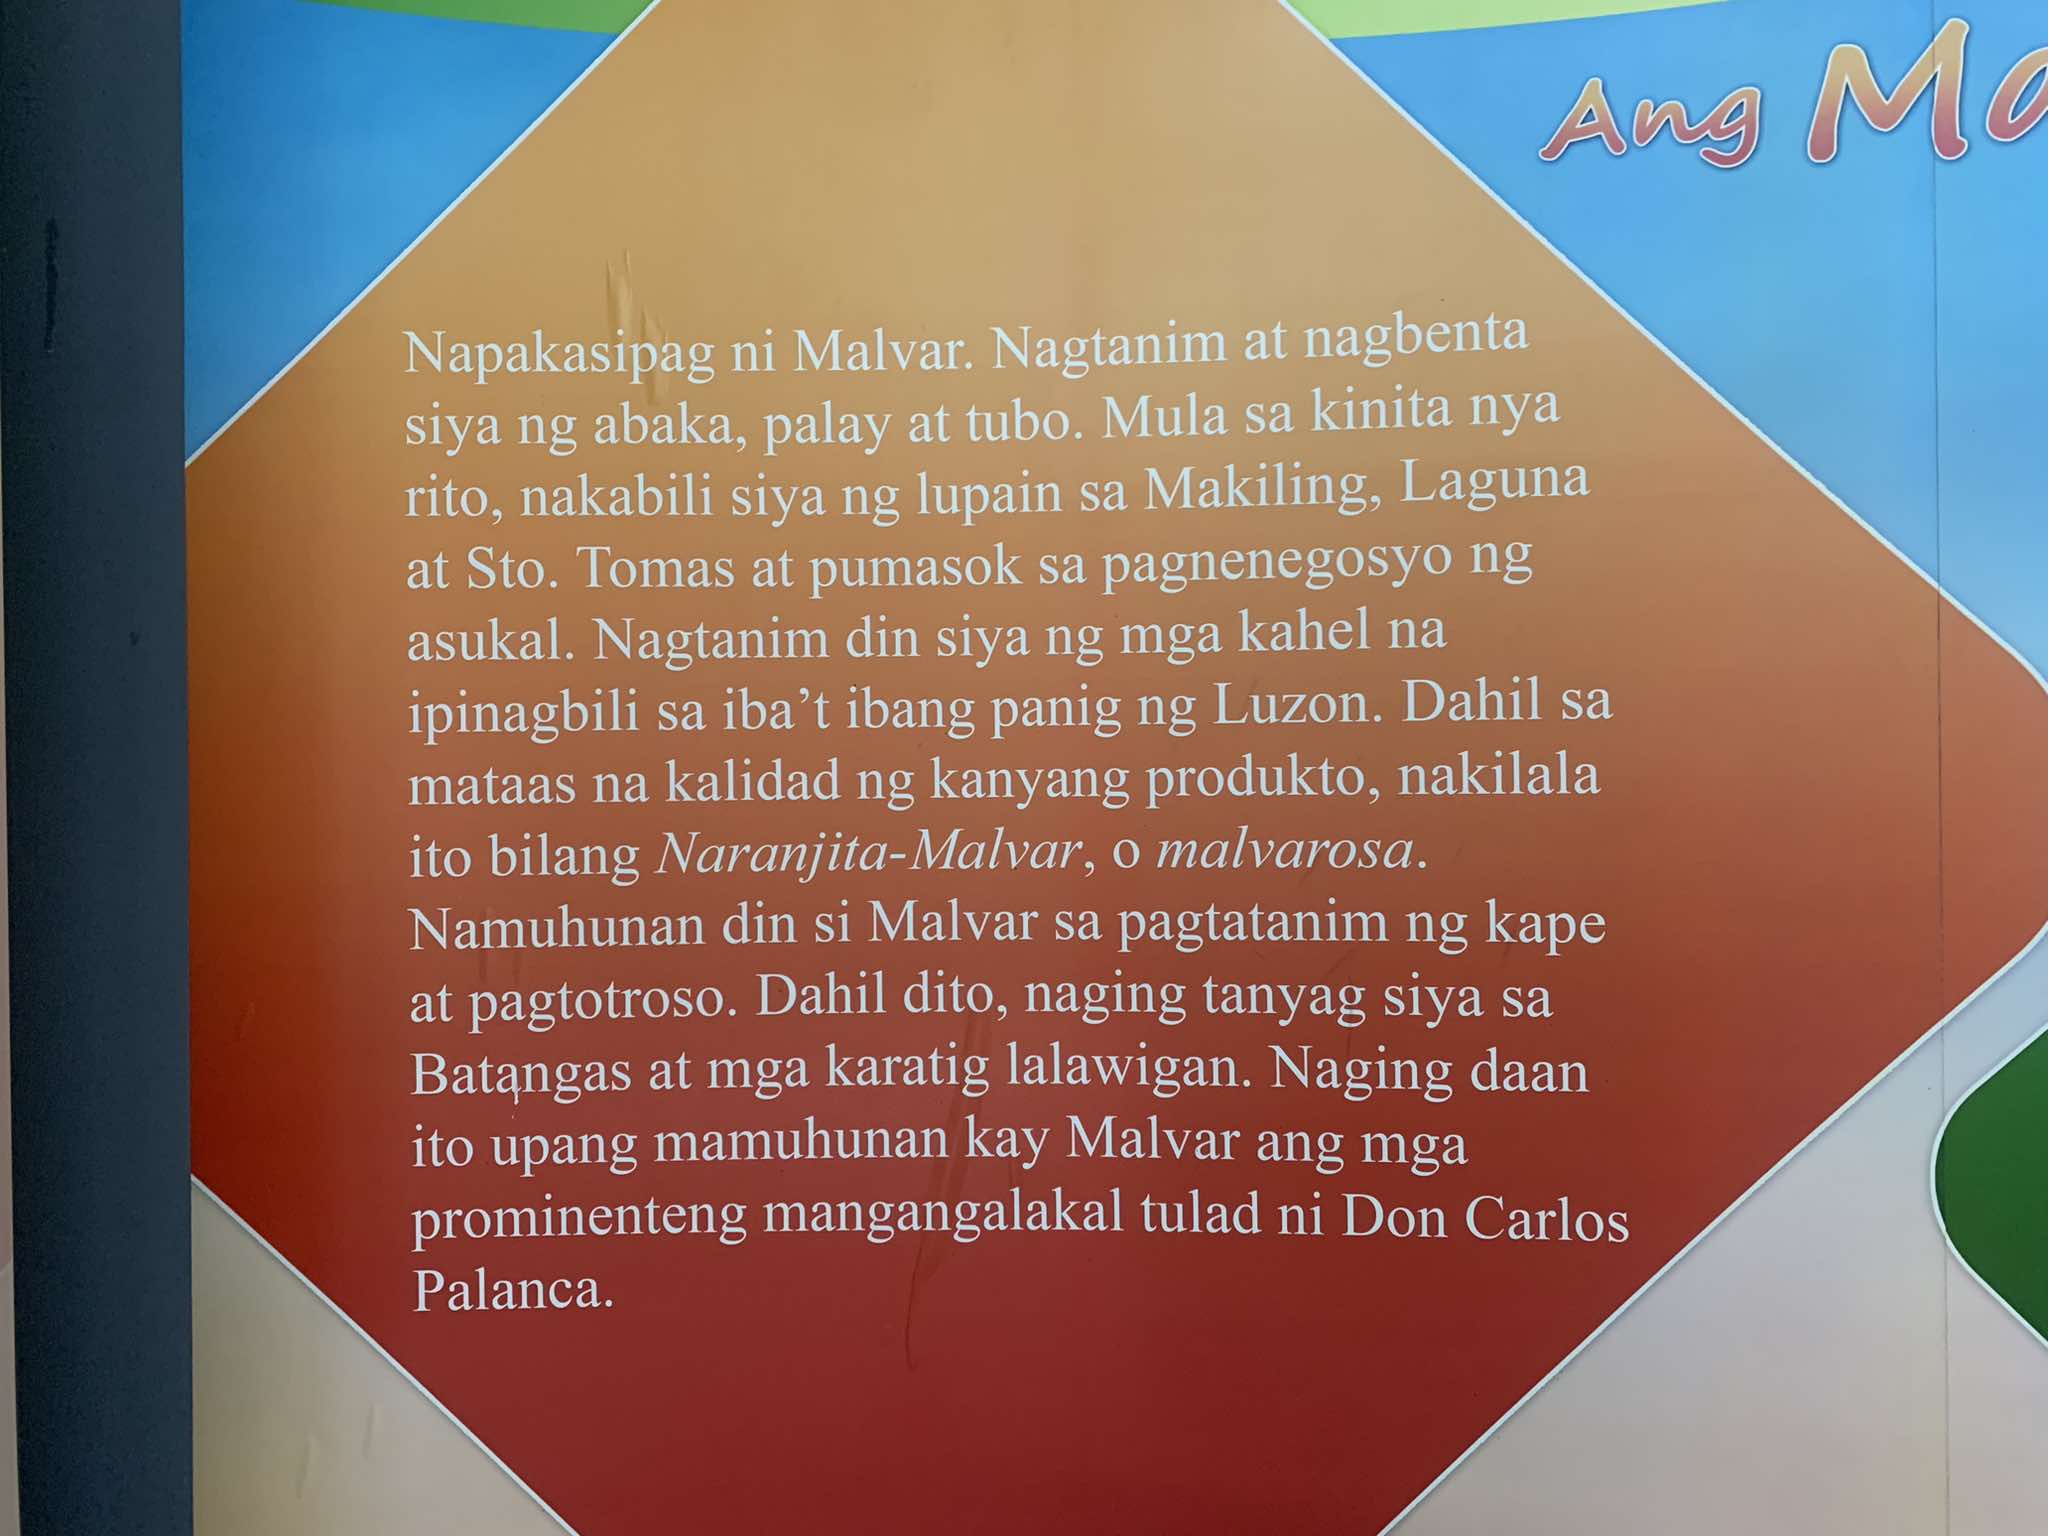 Ang
Napakasipag ni Malvar. Nagtanim at nagbenta
siya ng abaka, palay at tubo. Mula sa kinita nya
rito, nakabili siya ng lupain sa Makiling, Laguna
at Sto. Tomas at pumasok sa pagnenegosyo ng
asukal. Nagtanim din siya ng mga kahel na
ipinagbili sa iba’t ibang panig ng Luzon. Dahil sa
mataas na kalidad ng kanyang produkto, nakilala
ito bilang Naranjita-Malvar, o malvarosa.
Namuhunan din si Malvar sa pagtatanim ng kape
at pagtotroso. Dahil dito, naging tanyag siya sa
Batangas at mga karatig lalawigan. Naging daan
ito upang mamuhunan kay Malvar ang mga
prominenteng mangangalakal tulad ni Don Carlos
Palanca.